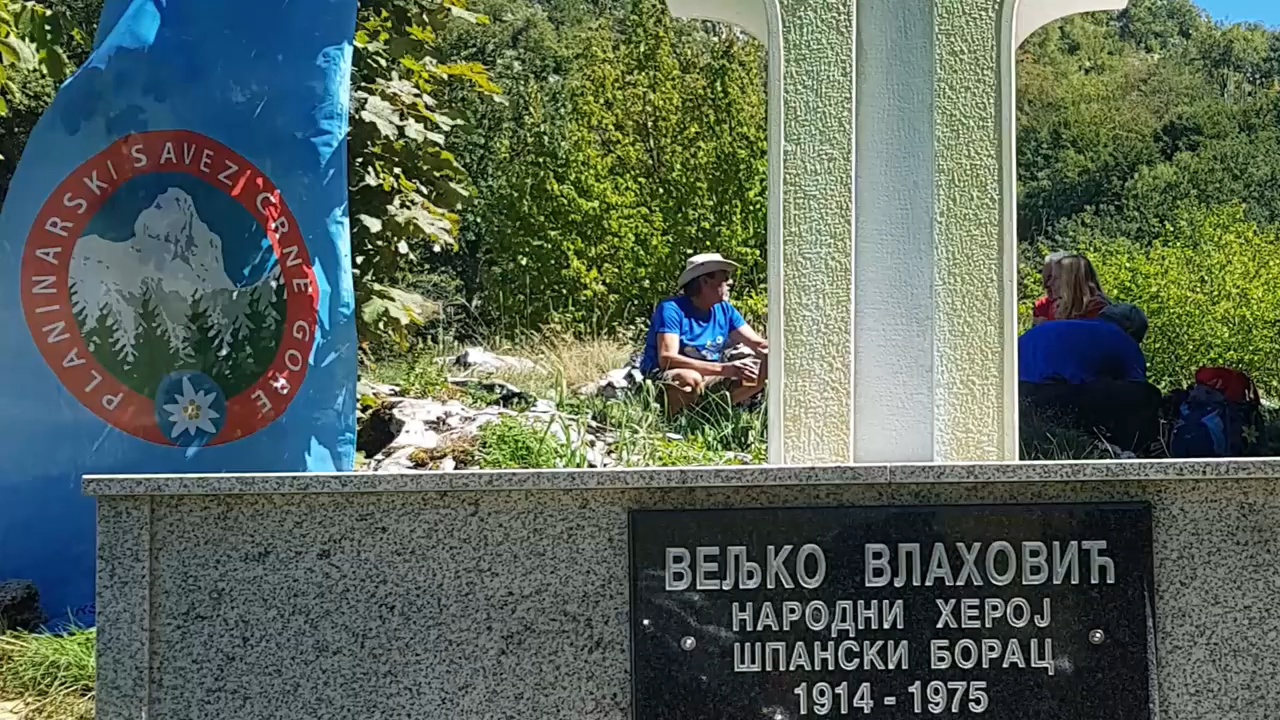 PLANINARSKI SAVEZ CRNE GORE
ВЕЉКО ВЛАХОВИЋ
НАРОДНИ ХЕРОЈ
ШПАНСКИ БОРАЦ
1914 - 1975